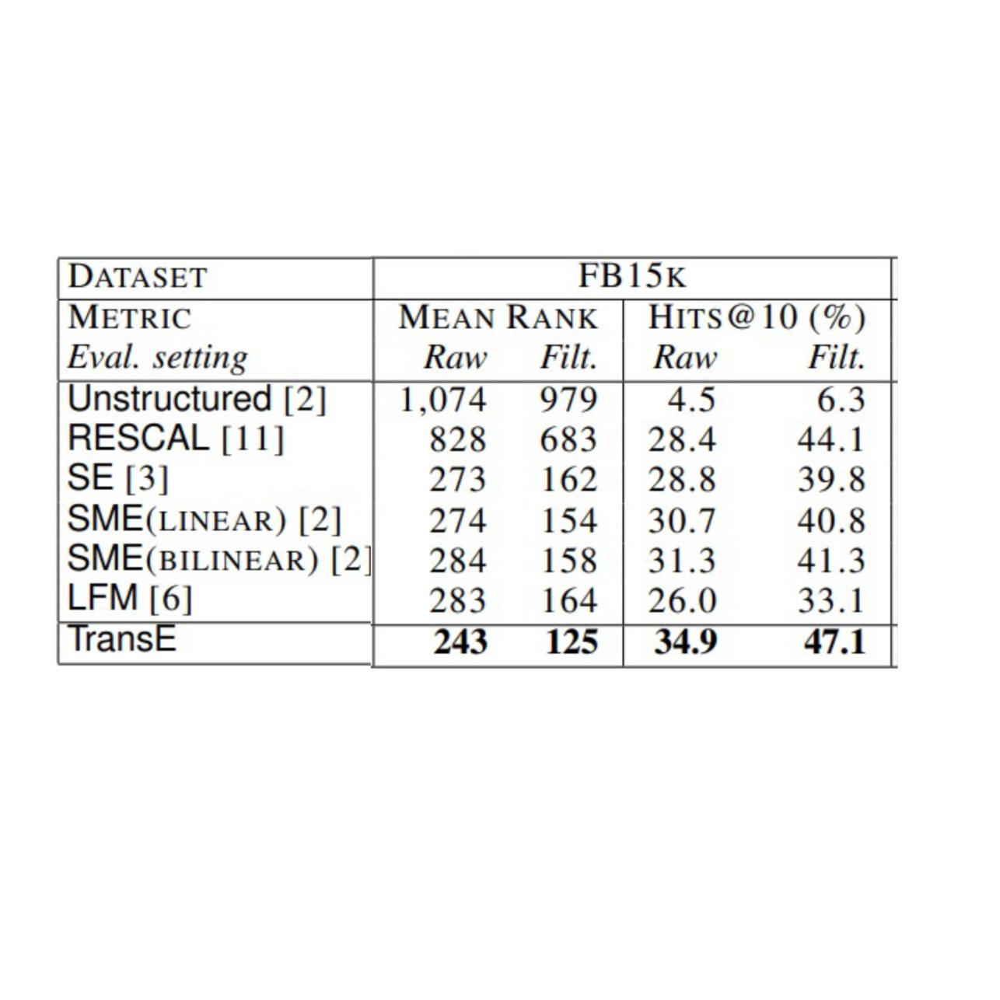 DATASET FB15K
METRIC MEAN RANK HITS@10 (%)
Eval. setting Raw Filt. Raw Filt.
Unstructured [2] 1,074 979 4.5 6.3
RESCAL [11] 828 683 28.4 44.1
SE [3] 273 162 28.8 39.8
SME(LINEAR) [2] 274 154 30.7 40.8
SME(BILINEAR) [2] 284 158 31.3 41.3
LFM [6] 283 164 26.0 33.1
TransE 243 125 34.9 47.1